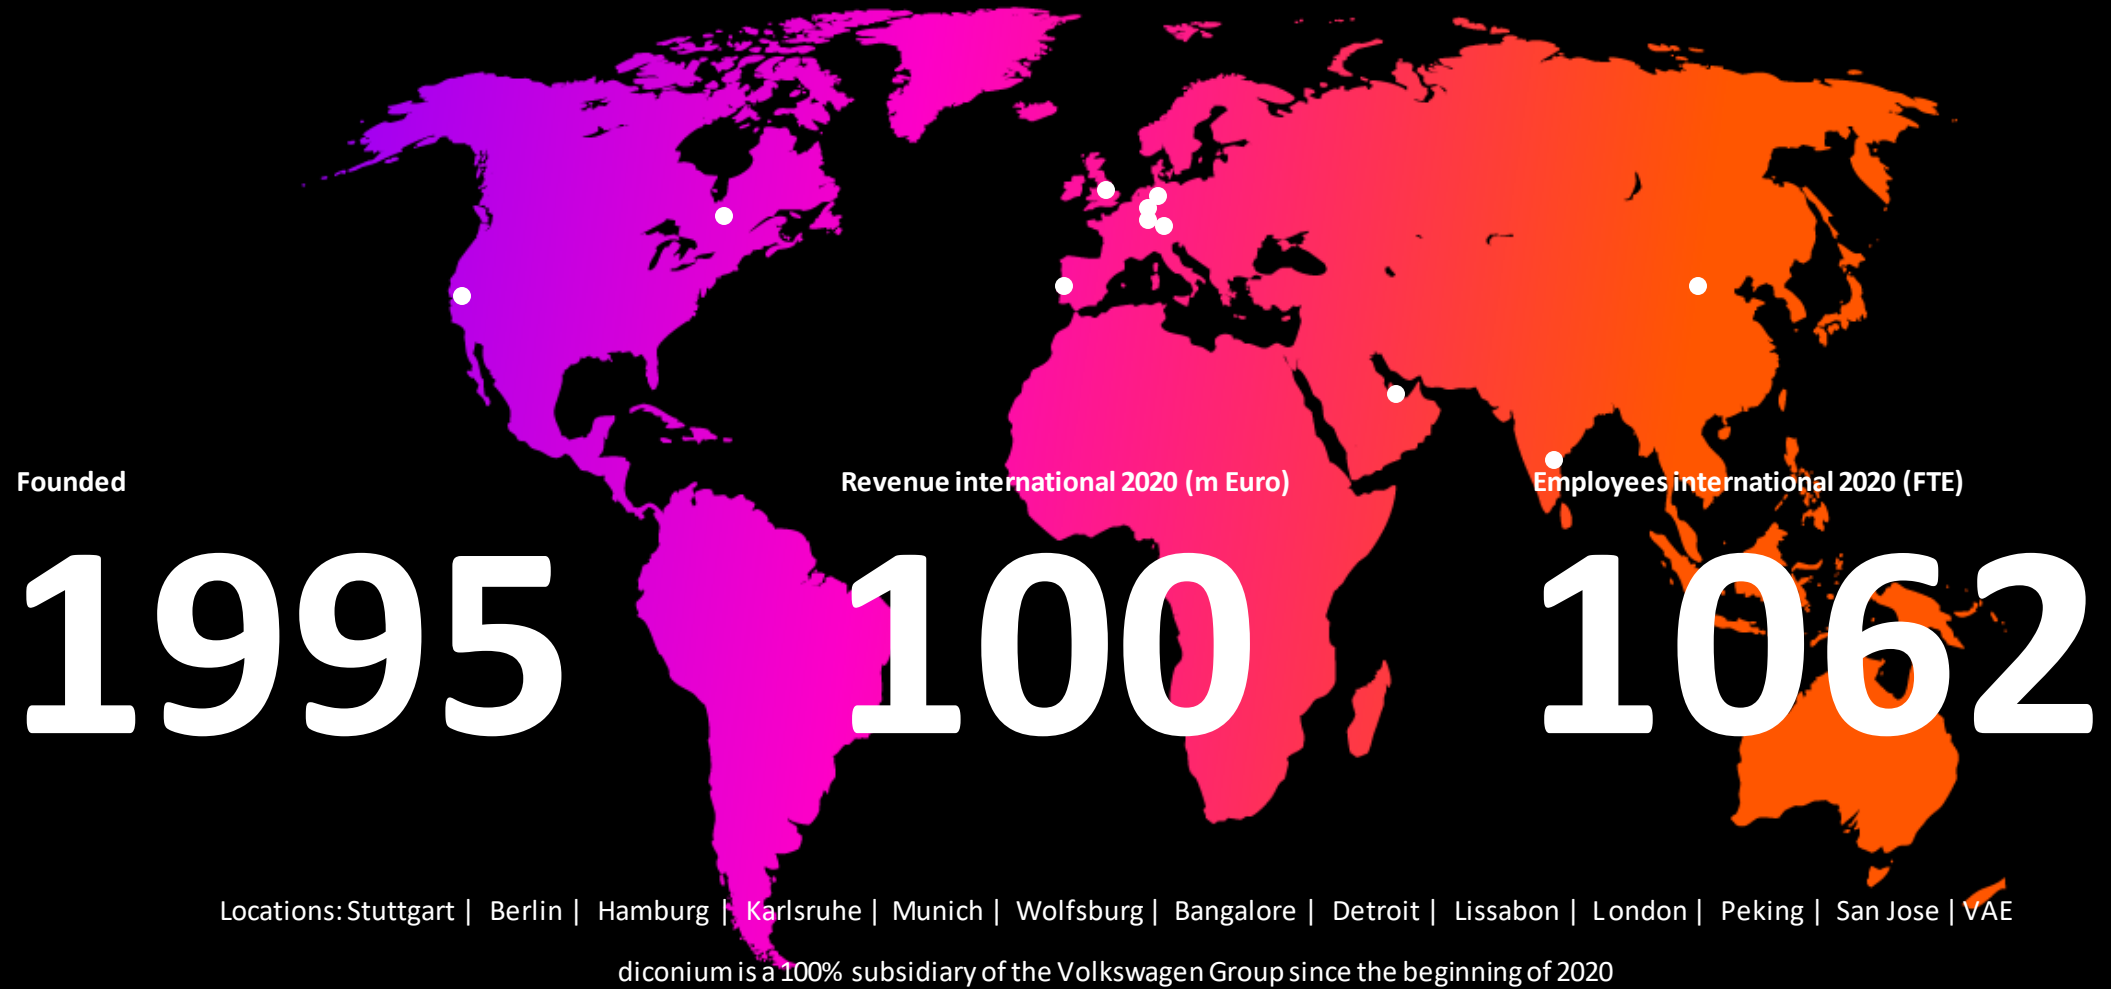 Founded
1995
Revenue international 2020 (m Euro)
100
Employees international 2020 (FTE)
1062
Locations: Stuttgart | Berlin | Hamburg | Karlsruhe | Munich | Wolfsburg | Bangalore | Detroit | Lissabon | London | Peking | San Jose | VAE
diconium is a 100% subsidiary of the Volkswagen Group since the beginning of 2020